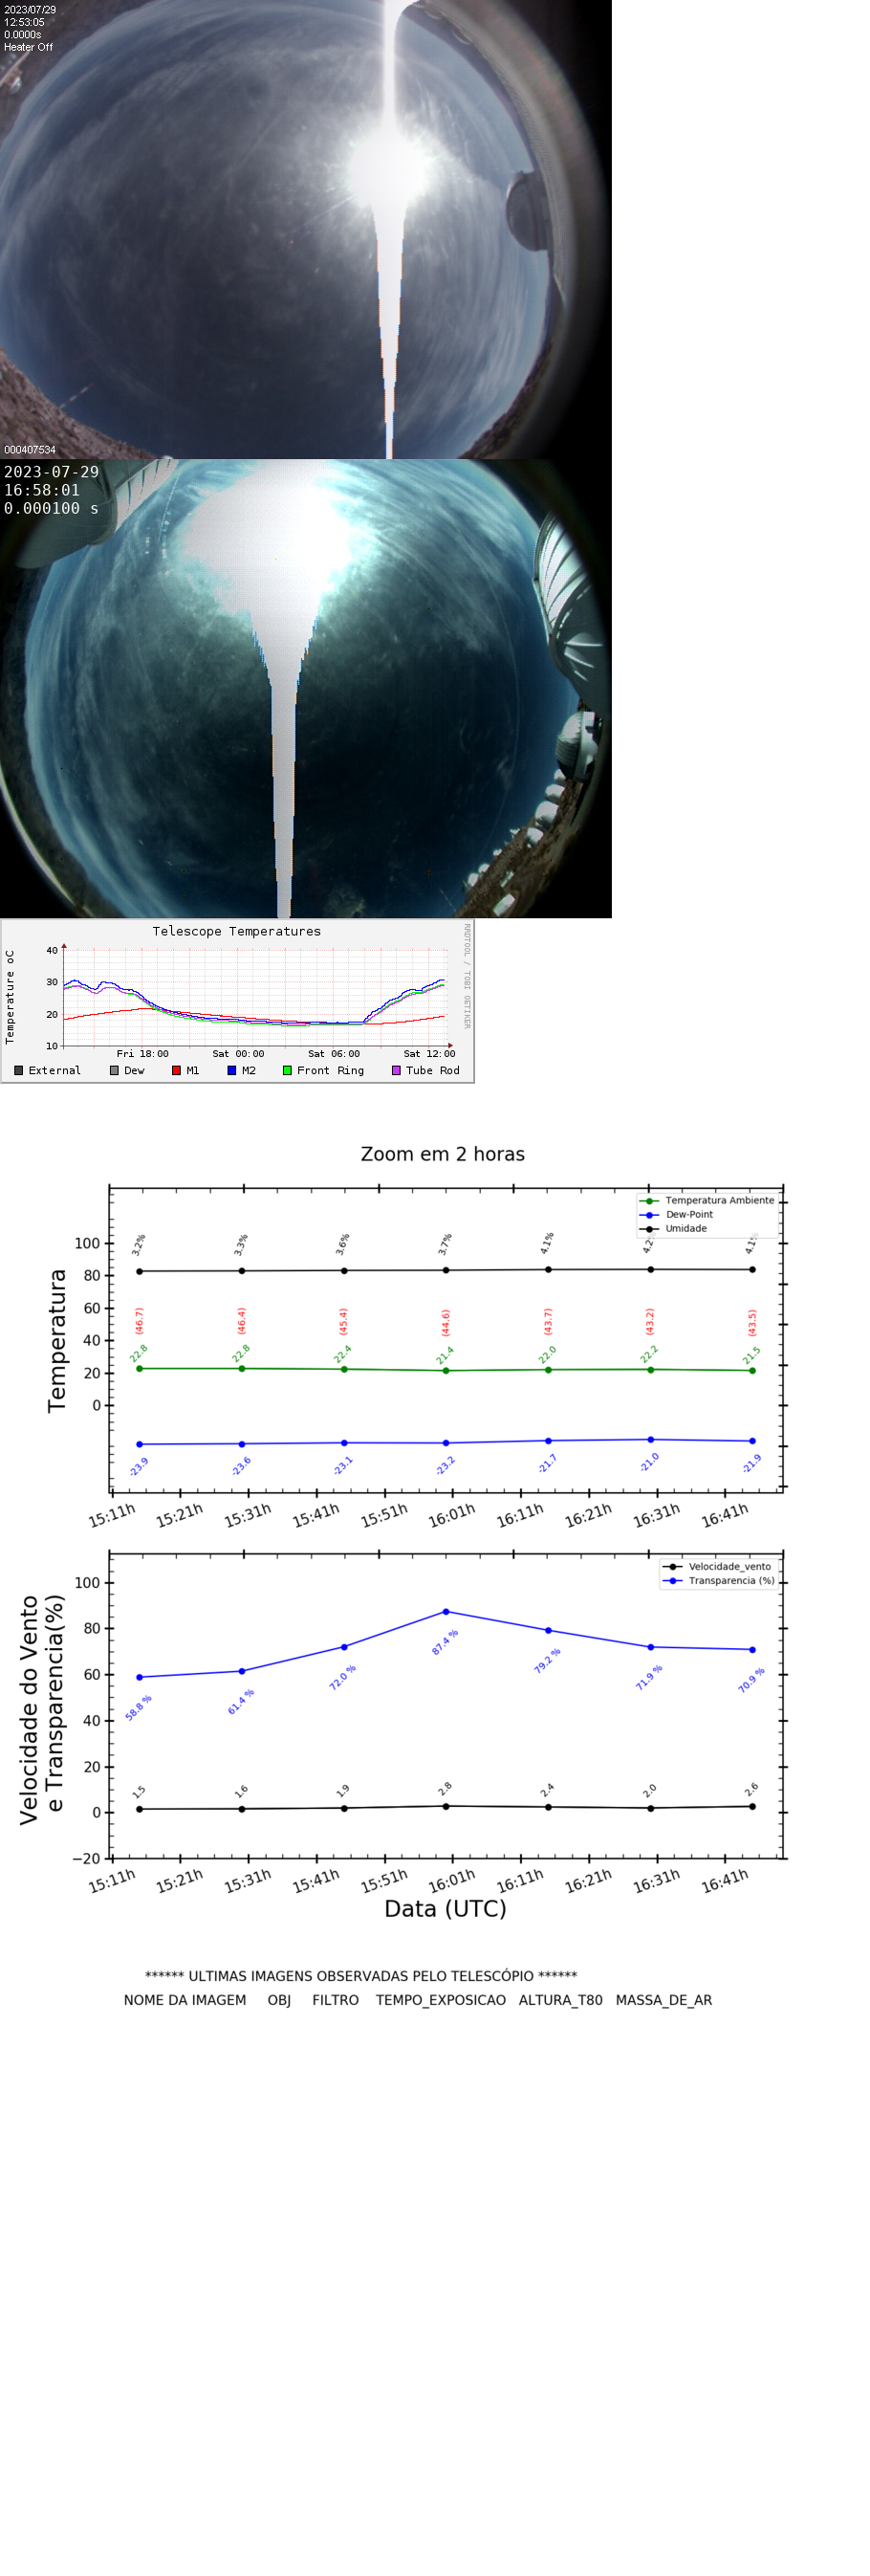 2023/07/29
12:53:05
0.0000s
Heater Off
000407534
2023-07-29
16:58:01
0.000100 s
Telescope Temperatures
RRDTOOL / TOBI OETIKER
Temperature oC
40
30
20
10
Fri 18:00 Sat 00:00 Sat 06:00 Sat 12:00
External Dew M1 M2 Front Ring Tube Rod
Zoom em 2 horas
Temperatura Ambiente
Dew-Point
Umidade
Temperatura
100
80
60
40
20
0
3.2% 3.3% 3.6% 3.7% 4.1% 4.2 4.1%
(46.7) (46.4) (45.4) (44.6) (43.7) (43.2) (43.5)
22.8 22.8 22.4 21.4 22.0 22.2 21.5
-23.9 -23.6 -23.1 -23.2 -21.7 -21.0 -21.9
15:11h 15:21h 15:31h 15:41h 15:51h 16:01h 16:11h 16:21h 16:31h 16:41h
Velocidade_vento
Transparencia (%)
Velocidade do Vento
e Transparencia(%)
100
80
60
40
20
0
−20
58.8 % 61.4 % 72.0 % 87.4 % 79.2 % 71.9 % 70.9 %
1.5 1.6 1.9 2.8 2.4 2.0 2.6
15:11h 15:21h 15:31h 15:41h 15:51h 16:01h 16:11h 16:21h 16:31h 16:41h
Data (UTC)
****** ULTIMAS IMAGENS OBSERVADAS PELO TELESCÓPIO ******
NOME DA IMAGEM OBJ FILTRO TEMPO_EXPOSICAO ALTURA_T80 MASSA_DE_AR